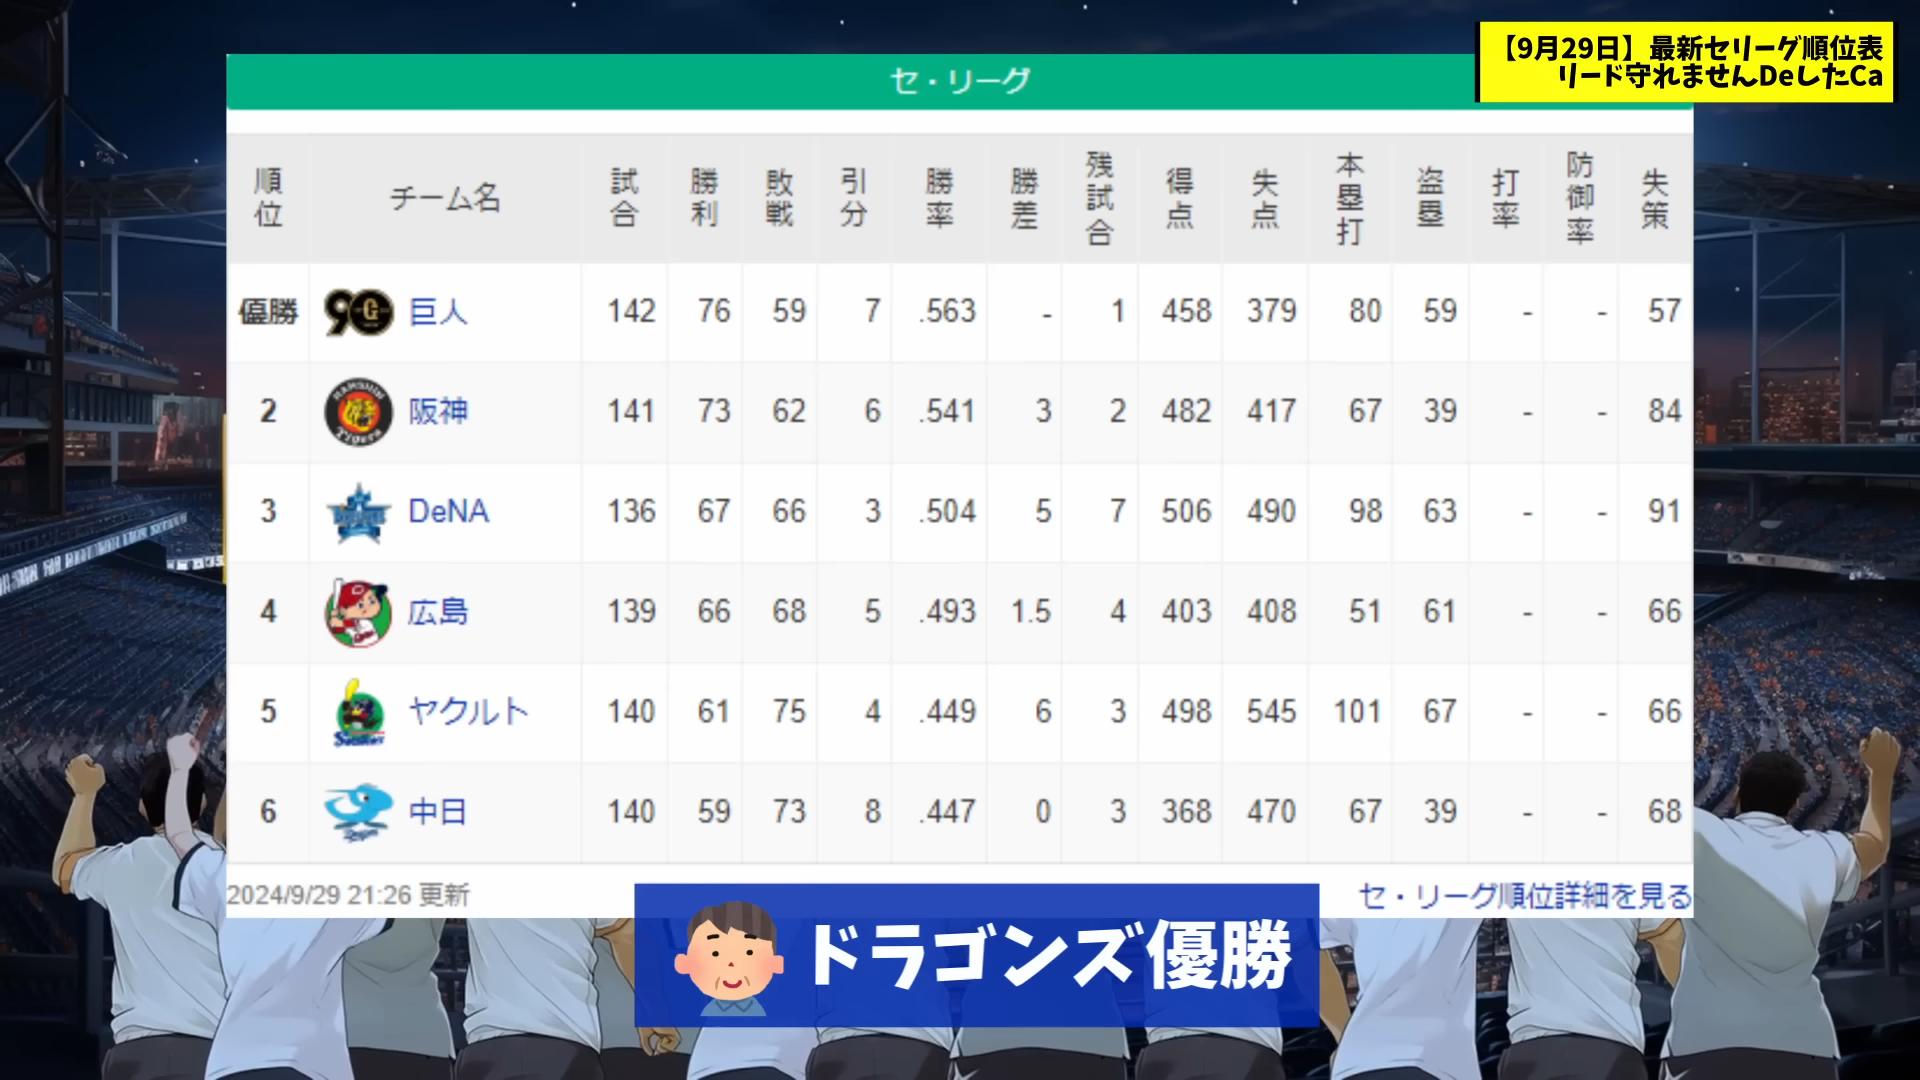 【9月29日】最新セリーグ順位表
リード守れませんDeしたCa
セ・リーグ
順位 チーム名 試合 勝利 敗戦 引分 勝率 勝差 残試合 得点 失点 本塁打 盗塁 打率 防御率 失策
優勝 巨人 142 76 59 7 .563 - 1 458 379 80 59 - - 57
2 阪神 141 73 62 6 .541 3 2 482 417 67 39 - - 84
3 DeNA 136 67 66 3 .504 5 7 506 490 98 63 - - 91
4 広島 139 66 68 5 .493 1.5 4 403 408 51 61 - - 66
5 ヤクルト 140 61 75 4 .449 6 3 498 545 101 67 - - 66
6 中日 140 59 73 8 .447 0 3 368 470 67 39 - - 68
2024/9/29 21:26 更新
セ・リーグ順位詳細を見る
ドラゴンズ優勝